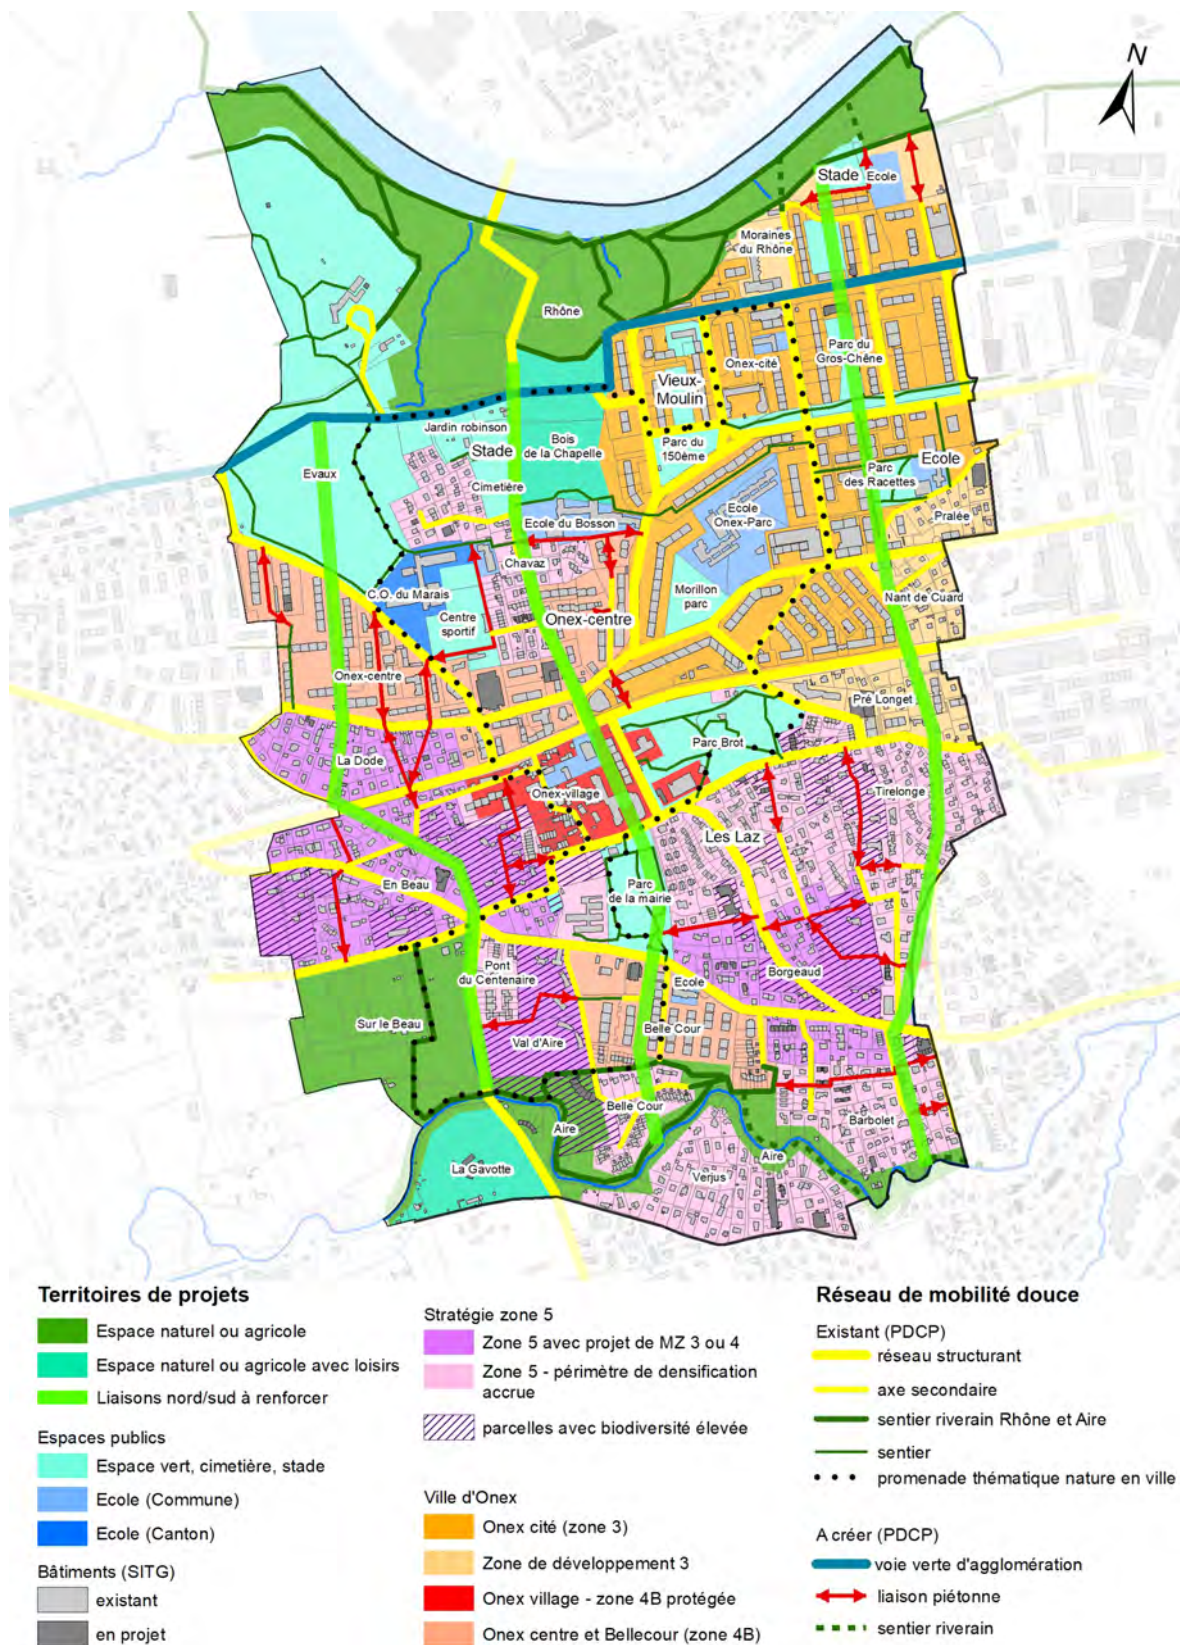 N
Stade
Ecole
Moraines
du Rhône
Rhône
Parc du
Gros-Chêne
Onex-cité
Vieux-
Moulin
Jardin robinson
Stade
Bois
de la Chapelle
Parc du
150ème
Evaux
Cimetière
Parc
des Racettes
Ecole
Ecole du Bosson
Ecole
Onex-Parc
Pralée
Chavaz
C.O. du Marais
Centre
sportif
Morillon
parc
Nant de Cuard
Onex-centre
Onex-centre
Pré Longet
La Dode
Parc Brot
Onex-village
Tirelonge
Les Laz
En Beau
Parc
de la mairie
Pont
du Centenaire
Ecole
Borgeaud
Sur le Beau
Val d'Aire
Belle Cour
Belle Cour
Barbolet
Aire
Aire
La Gavotte
Verjus
Territoires de projets
Espace naturel ou agricole
Espace naturel ou agricole avec loisirs
Liaisons nord/sud à renforcer
Espaces publics
Espace vert, cimetière, stade
Ecole (Commune)
Ecole (Canton)
Bâtiments (SITG)
existant
en projet
Stratégie zone 5
Zone 5 avec projet de MZ 3 ou 4
Zone 5 - périmètre de densification
accrue
parcelles avec biodiversité élevée
Ville d'Onex
Onex cité (zone 3)
Zone de développement 3
Onex village - zone 4B protégée
Onex centre et Bellecour (zone 4B)
Réseau de mobilité douce
Existant (PDCP)
réseau structurant
axe secondaire
sentier riverain Rhône et Aire
sentier
promenade thématique nature en ville
A créer (PDCP)
voie verte d'agglomération
liaison piétonne
sentier riverain